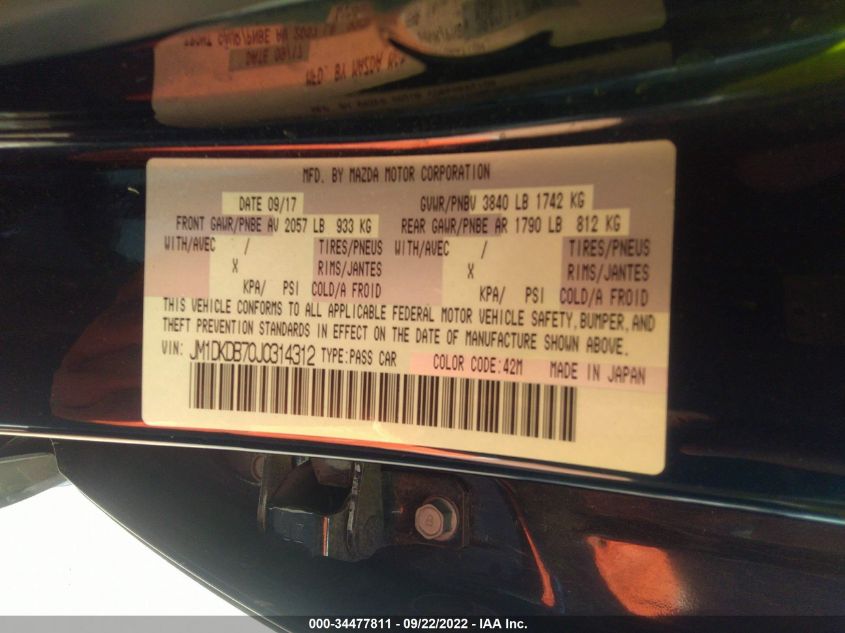 MFD. BY MAZDA MOTOR CORPORATION
DATE 09/17 GVWR/PNBV 3840 LB 1742 KG
FRONT GAWR/PNBE AV 2057 LB 933 KG REAR GAWR/PNBE AR 1790 LB 812 KG
WITH/AVEC / TIRES/PNEUS WITH/AVEC / TIRES/PNEUS
X RIMS/JANTES X RIMS/JANTES
KPA/ PSI COLD/A FROID KPA/ PSI COLD/A FROID
THIS VEHICLE CONFORMS TO ALL APPLICABLE FEDERAL MOTOR VEHICLE SAFETY, BUMPER, AND
THEFT PREVENTION STANDARDS IN EFFECT ON THE DATE OF MANUFACTURE SHOWN ABOVE.
VIN: JM1DKDB70J0314312 TYPE:PASS CAR COLOR CODE:42M MADE IN JAPAN
000-34477811 - 09/22/2022 - IAA Inc.